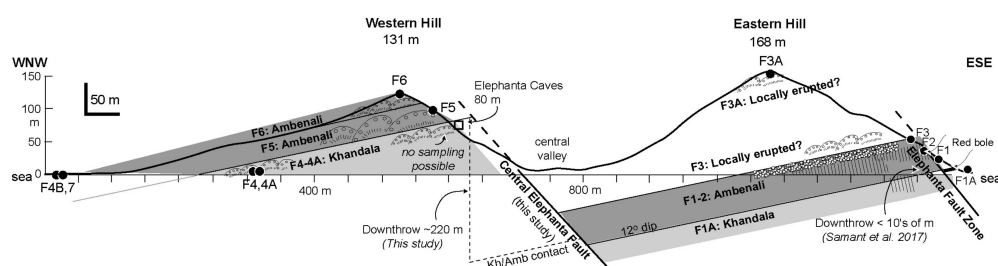 Western Hill
131 m
Eastern Hill
168 m
WNW
ESE
150
100
50
0
m
sea
50 m
F6
F5
Elephanta Caves
80 m
F3A
F3A: Locally erupted?
F6: Ambenali
F5: Ambenali
F4-4A: Khandala
no sampling
possible
central
valley
F3: Locally erupted?
F3
F2
F1
Red bole
F1A
sea
F4B,7
F4,4A
400 m
800 m
Central Elephanta Fault
(this study)
Elephanta Fault Zone
F1-2: Ambenali
F1A: Khandala
12º dip
Downthrow ~220 m
(This study)
Kh/Amb contact
Downthrow < 10's of m
(Samant et al. 2017)